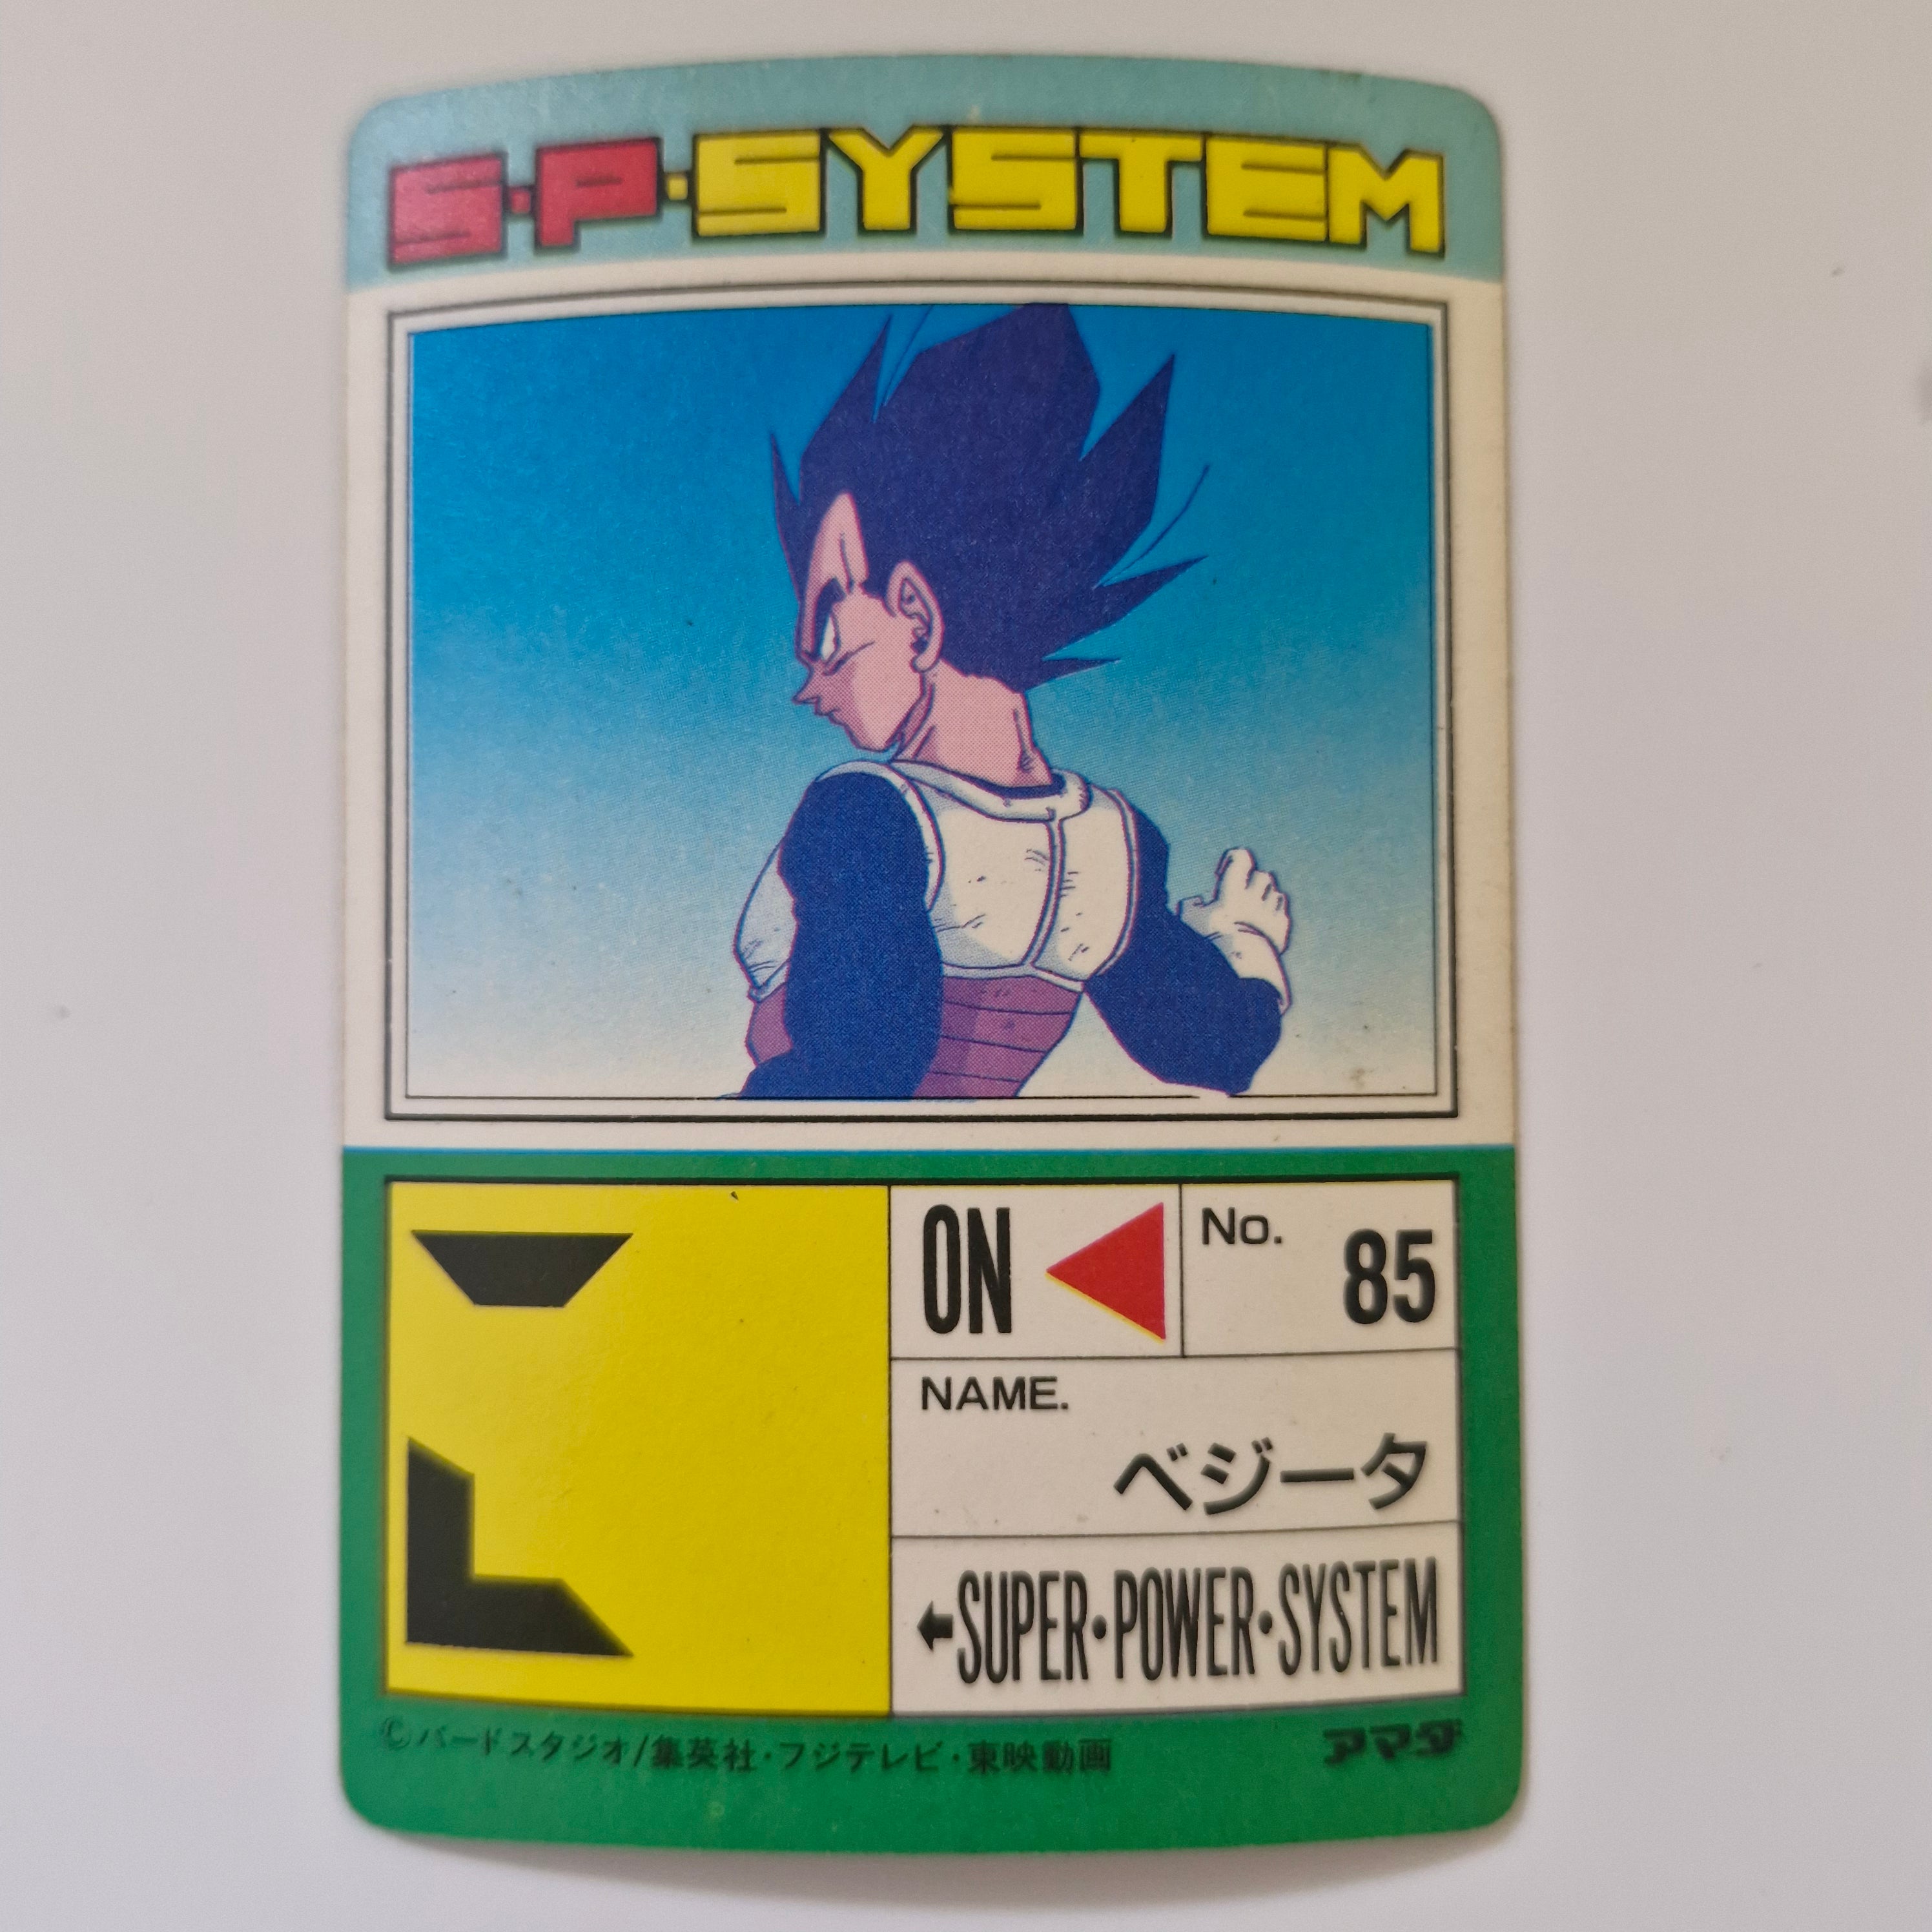 S·P·SYSTEM
ON
No. 85
NAME.
ベジータ
←SUPER·POWER·SYSTEM
©バードスタジオ/集英社·フジテレビ·東映動画
アマダ